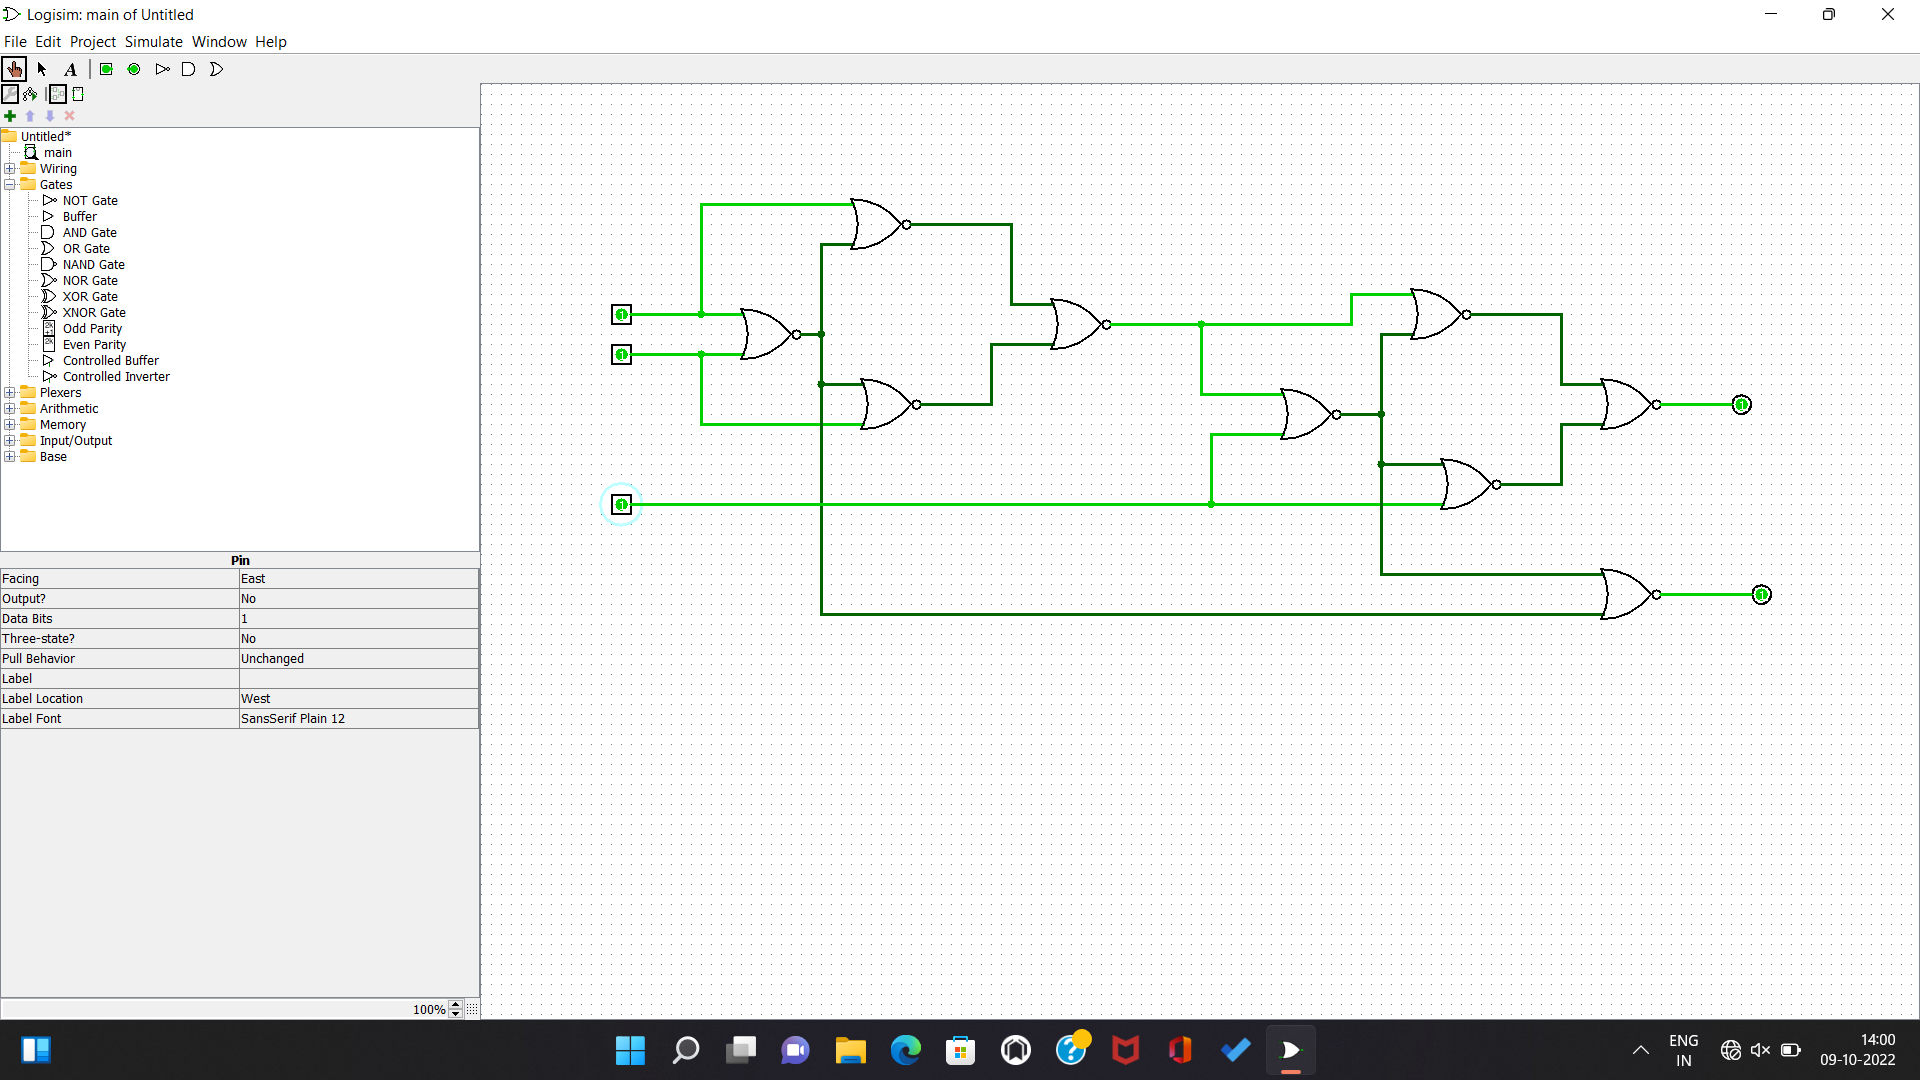 Logisim: main of Untitled
File Edit Project Simulate Window Help
A
Untitled*
main
Wiring
Gates
NOT Gate
Buffer
AND Gate
OR Gate
NAND Gate
NOR Gate
XOR Gate
XNOR Gate
Odd Parity
Even Parity
Controlled Buffer
Controlled Inverter
Plexers
Arithmetic
Memory
Input/Output
Base
1
1
1
1
1
Pin
Facing East
Output? No
Data Bits 1
Three-state? No
Pull Behavior Unchanged
Label
Label Location West
Label Font SansSerif Plain 12
100%
ENG
IN
14:00
09-10-2022